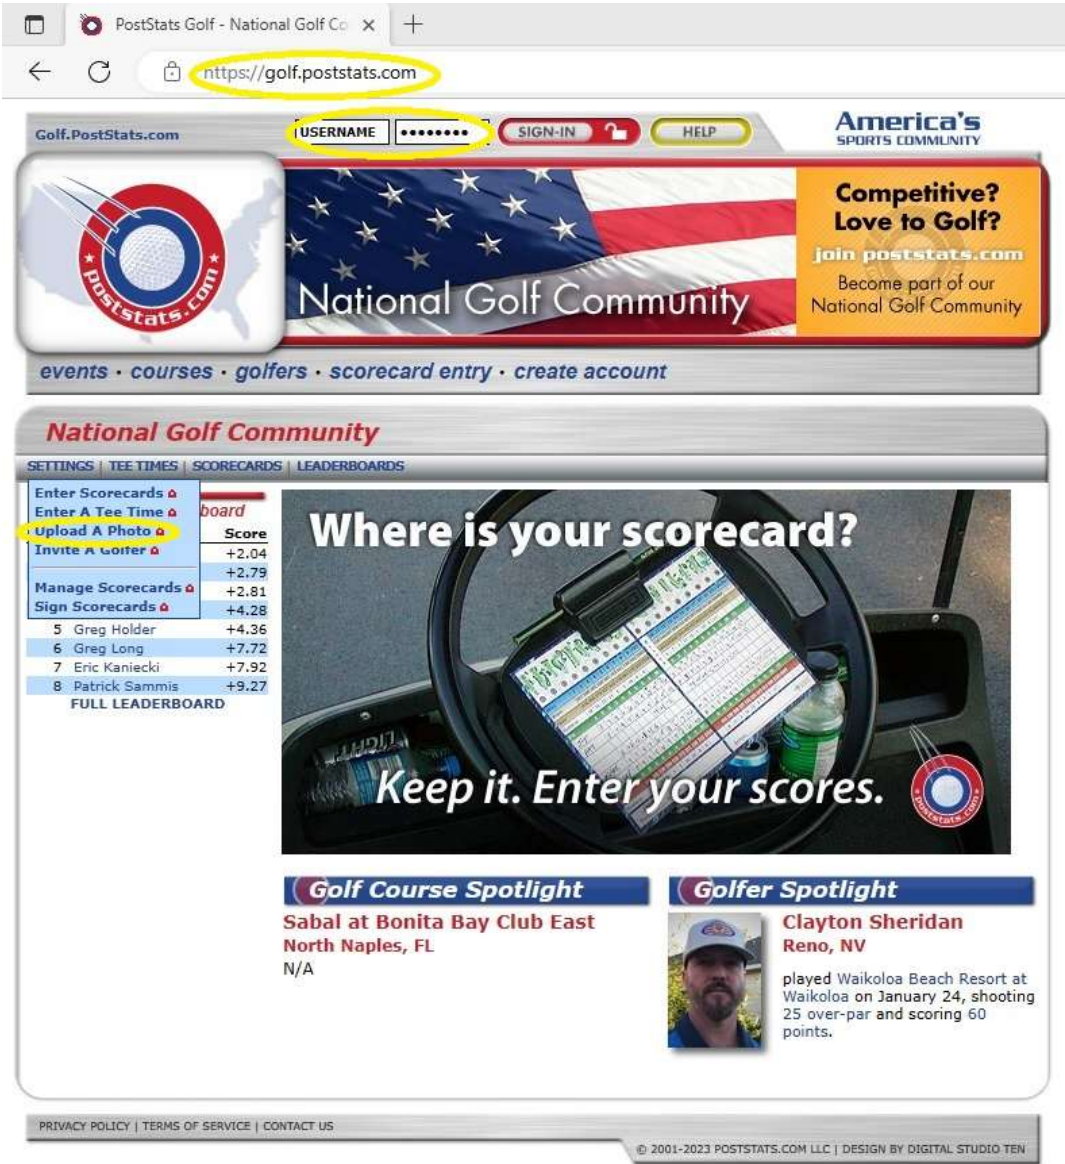 PostStats Golf - National Golf Co
https://golf.poststats.com
Golf.PostStats.com
USERNAME
SIGN-IN
HELP
America's
SPORTS COMMUNITY
poststats.com
National Golf Community
Competitive?
Love to Golf?
join poststats.com
Become part of our
National Golf Community
events · courses · golfers · scorecard entry · create account
National Golf Community
SETTINGS | TEE TIMES | SCORECARDS | LEADERBOARDS
Enter Scorecards
Enter A Tee Time
Upload A Photo
Invite A Golfer
Manage Scorecards
Sign Scorecards
board
Score
+2.04
+2.79
+2.81
+4.28
5 Greg Holder +4.36
6 Greg Long +7.72
7 Eric Kaniecki +7.92
8 Patrick Sammis +9.27
FULL LEADERBOARD
Where is your scorecard?
LIGHT
Keep it. Enter your scores.
poststats.com
Golf Course Spotlight
Sabal at Bonita Bay Club East
North Naples, FL
N/A
Golfer Spotlight
Clayton Sheridan
Reno, NV
played Waikoloa Beach Resort at
Waikoloa on January 24, shooting
25 over-par and scoring 60
points.
PRIVACY POLICY | TERMS OF SERVICE | CONTACT US
© 2001-2023 POSTSTATS.COM LLC | DESIGN BY DIGITAL STUDIO TEN